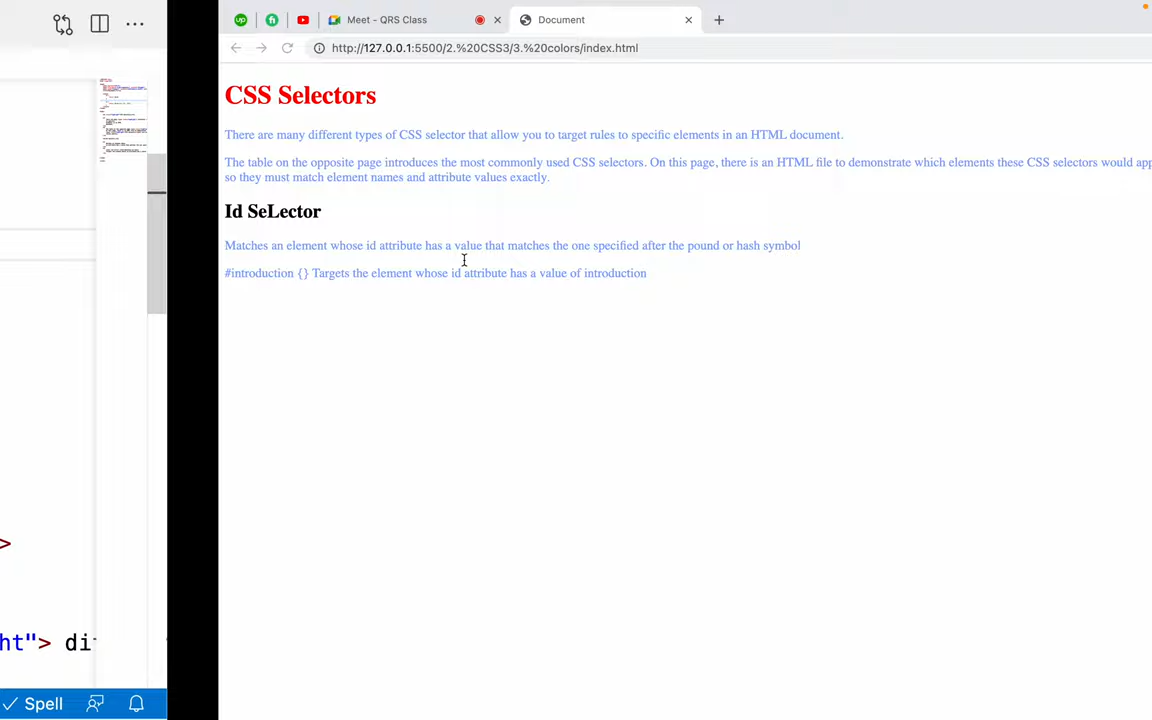 Meet - QRS Class
Document
http://127.0.0.1:5500/2.%20CSS3/3.%20colors/index.html
CSS Selectors
There are many different types of CSS selector that allow you to target rules to specific elements in an HTML document.
The table on the opposite page introduces the most commonly used CSS selectors. On this page, there is an HTML file to demonstrate which elements these CSS selectors would app
so they must match element names and attribute values exactly.
Id SeLector
Matches an element whose id attribute has a value that matches the one specified after the pound or hash symbol
#introduction {} Targets the element whose id attribute has a value of introduction
>
ht"> di
Spell